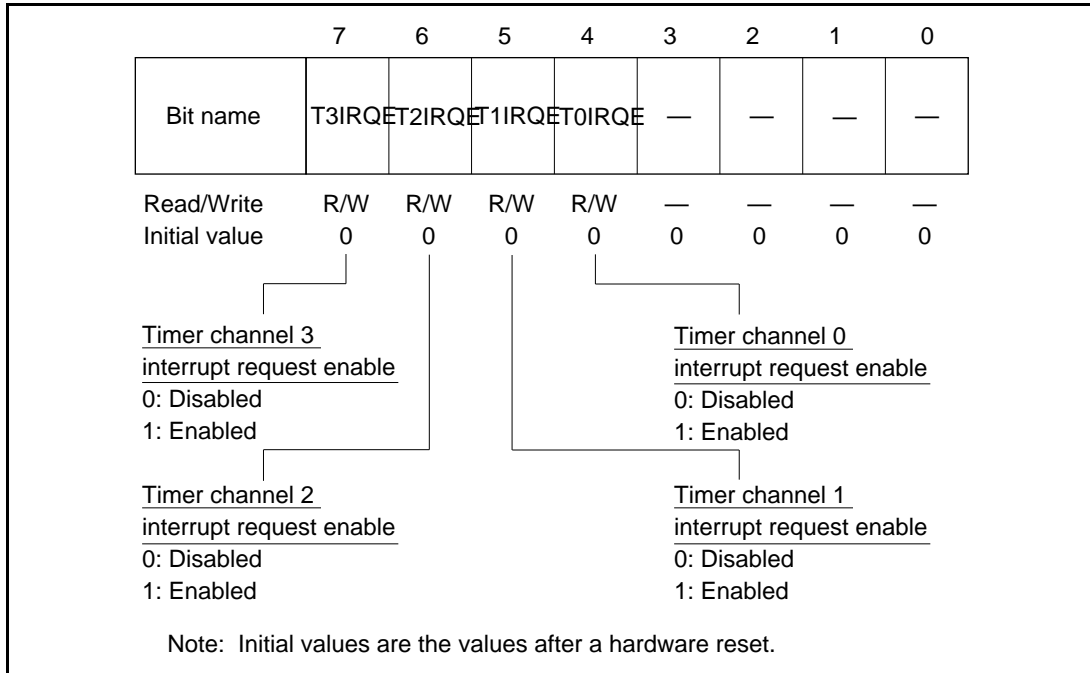 7 6 5 4 3 2 1 0
Bit name T3IRQE T2IRQE T1IRQE T0IRQE — — — —
Read/Write R/W R/W R/W R/W — — — —
Initial value 0 0 0 0 0 0 0 0
Timer channel 3
interrupt request enable
0: Disabled
1: Enabled
Timer channel 0
interrupt request enable
0: Disabled
1: Enabled
Timer channel 2
interrupt request enable
0: Disabled
1: Enabled
Timer channel 1
interrupt request enable
0: Disabled
1: Enabled
Note: Initial values are the values after a hardware reset.